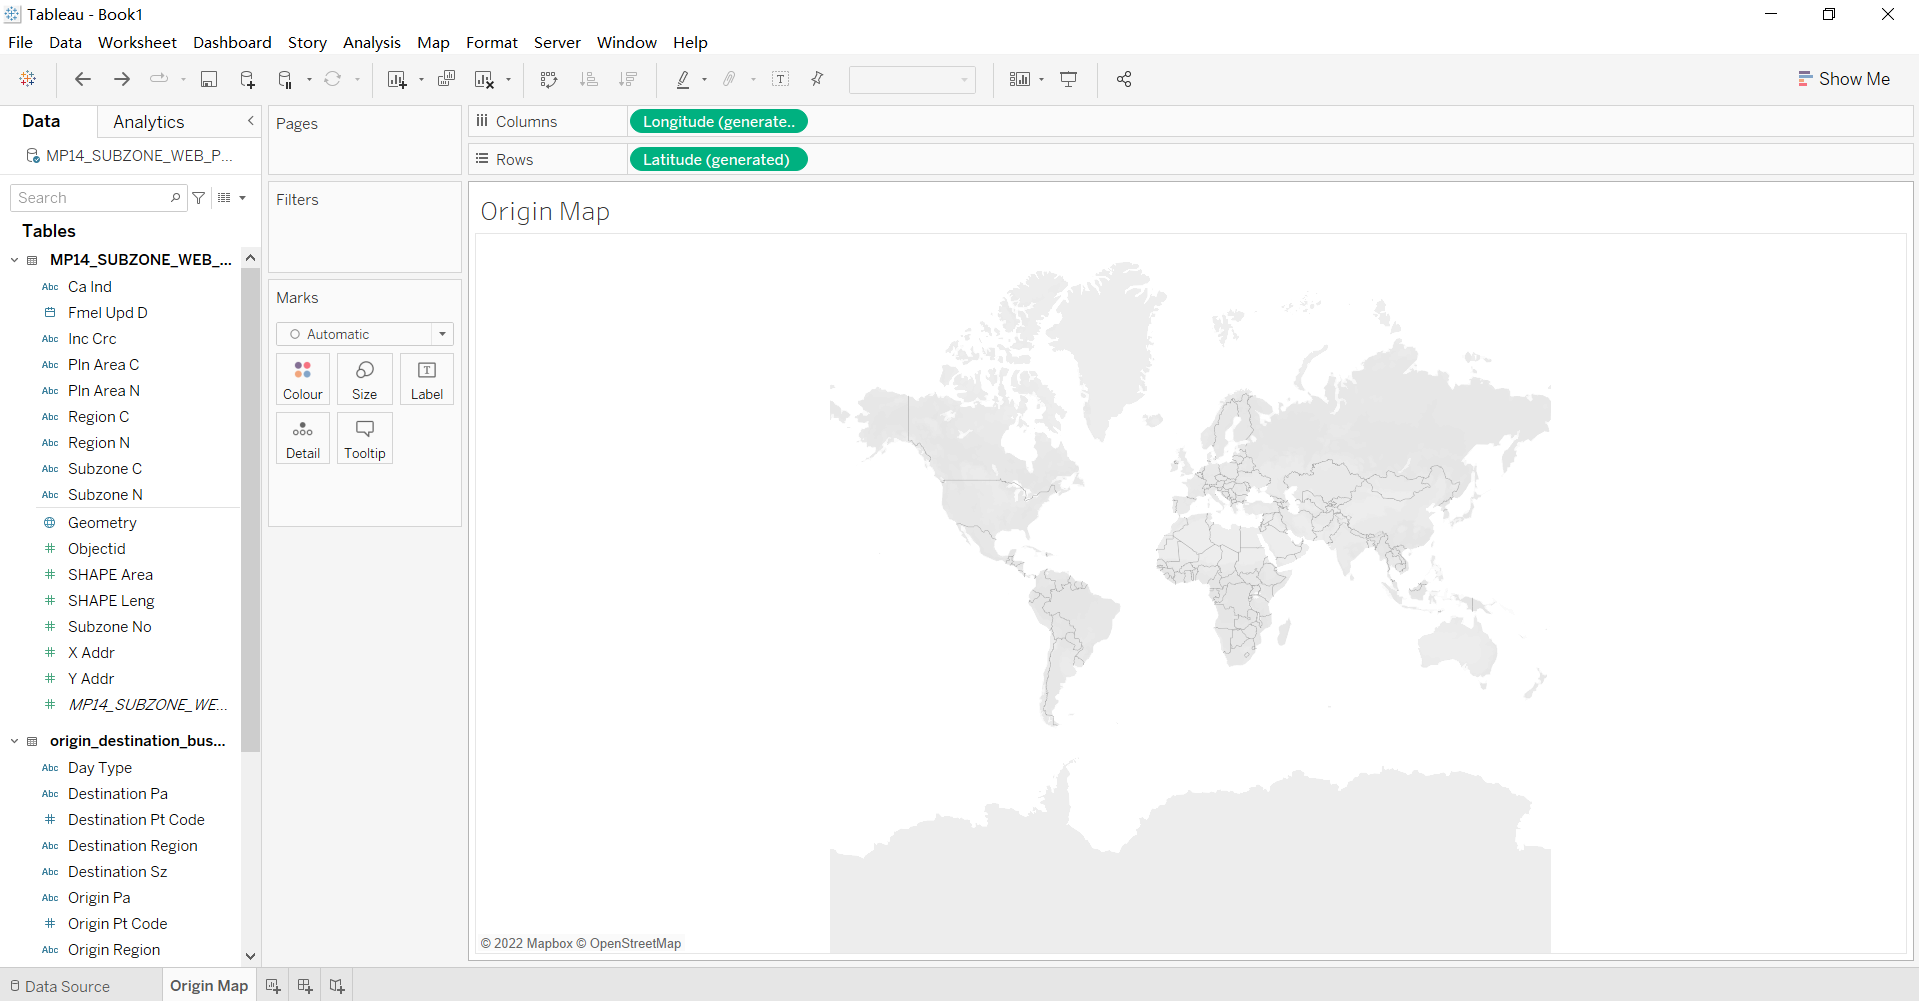 Tableau - Book1
File Data Worksheet Dashboard Story Analysis Map Format Server Window Help
Show Me
Data
Analytics
MP14_SUBZONE_WEB_P...
Search
Tables
MP14_SUBZONE_WEB_...
Abc Ca Ind
Fmel Upd D
Abc Inc Crc
Abc Pln Area C
Abc Pln Area N
Abc Region C
Abc Region N
Abc Subzone C
Abc Subzone N
Geometry
# Objectid
# SHAPE Area
# SHAPE Leng
# Subzone No
# X Addr
# Y Addr
# MP14_SUBZONE_WE...
origin_destination_bus...
Abc Day Type
Abc Destination Pa
# Destination Pt Code
Abc Destination Region
Abc Destination Sz
Abc Origin Pa
# Origin Pt Code
Abc Origin Region
Pages
Filters
Marks
Automatic
Colour Size Label
Detail Tooltip
Columns Longitude (generate..
Rows Latitude (generated)
Origin Map
© 2022 Mapbox © OpenStreetMap
Data Source
Origin Map